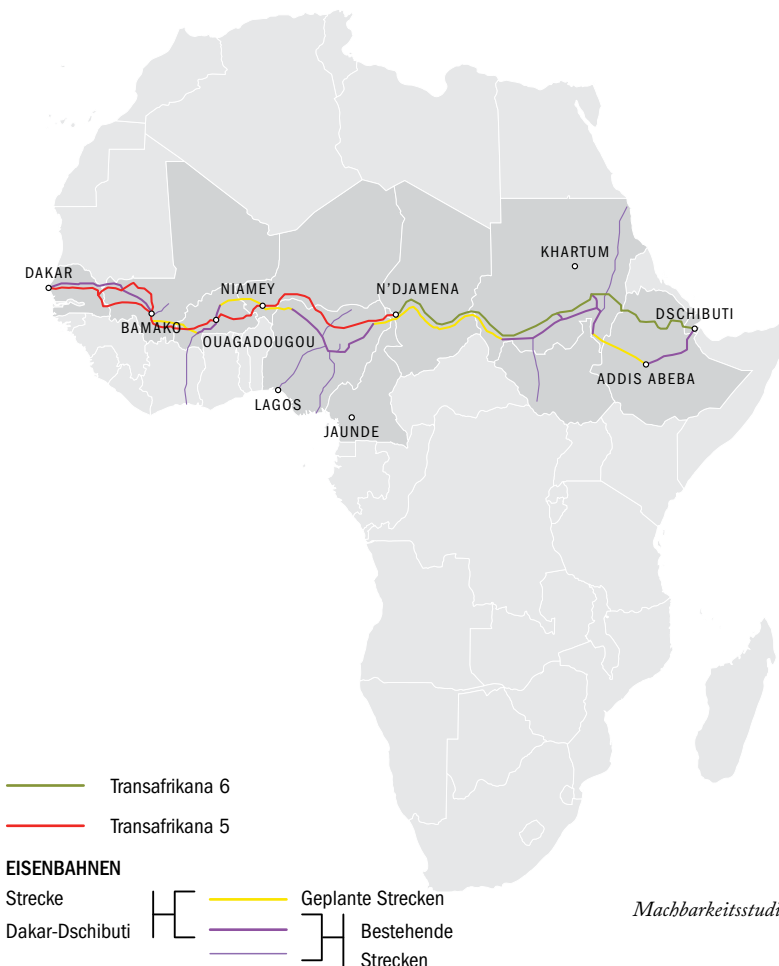 KHARTUM
DAKAR
NIAMEY
N'DJAMENA
DSCHIBUTI
BAMAKO
OUAGADOUGOU
ADDIS ABEBA
LAGOS
JAUNDE
Transafrikana 6
Transafrikana 5
EISENBAHNEN
Strecke
Geplante Strecken
Dakar-Dschibuti
Bestehende
Strecken
Machbarkeitsstudi